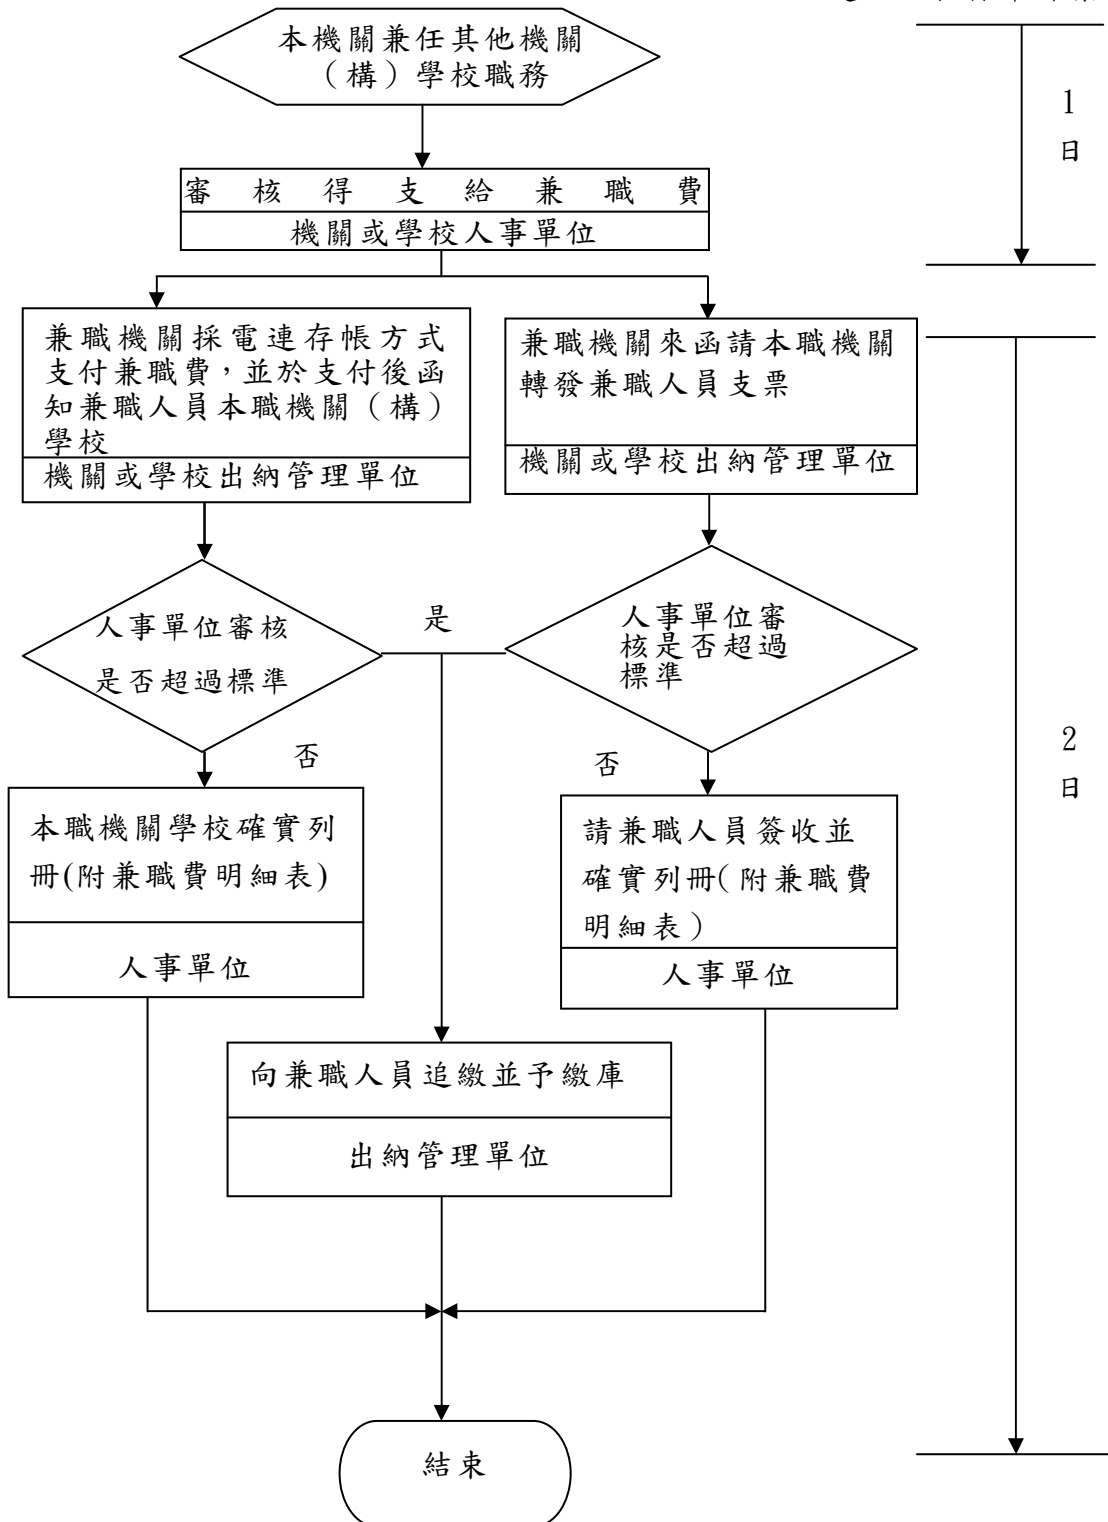 本機關兼任其他機關
（構）學校職務
1
日
審核得支給兼職費
機關或學校人事單位
兼職機關採電連存帳方式
支付兼職費，並於支付後函
知兼職人員本職機關（構）
學校
機關或學校出納管理單位
兼職機關來函請本職機關
轉發兼職人員支票
機關或學校出納管理單位
人事單位審核
是否超過標準
是
人事單位審
核是否超過
標準
否
否
2
日
本職機關學校確實列
冊(附兼職費明細表)
人事單位
請兼職人員簽收並
確實列冊(附兼職費
明細表)
人事單位
向兼職人員追繳並予繳庫
出納管理單位
結束